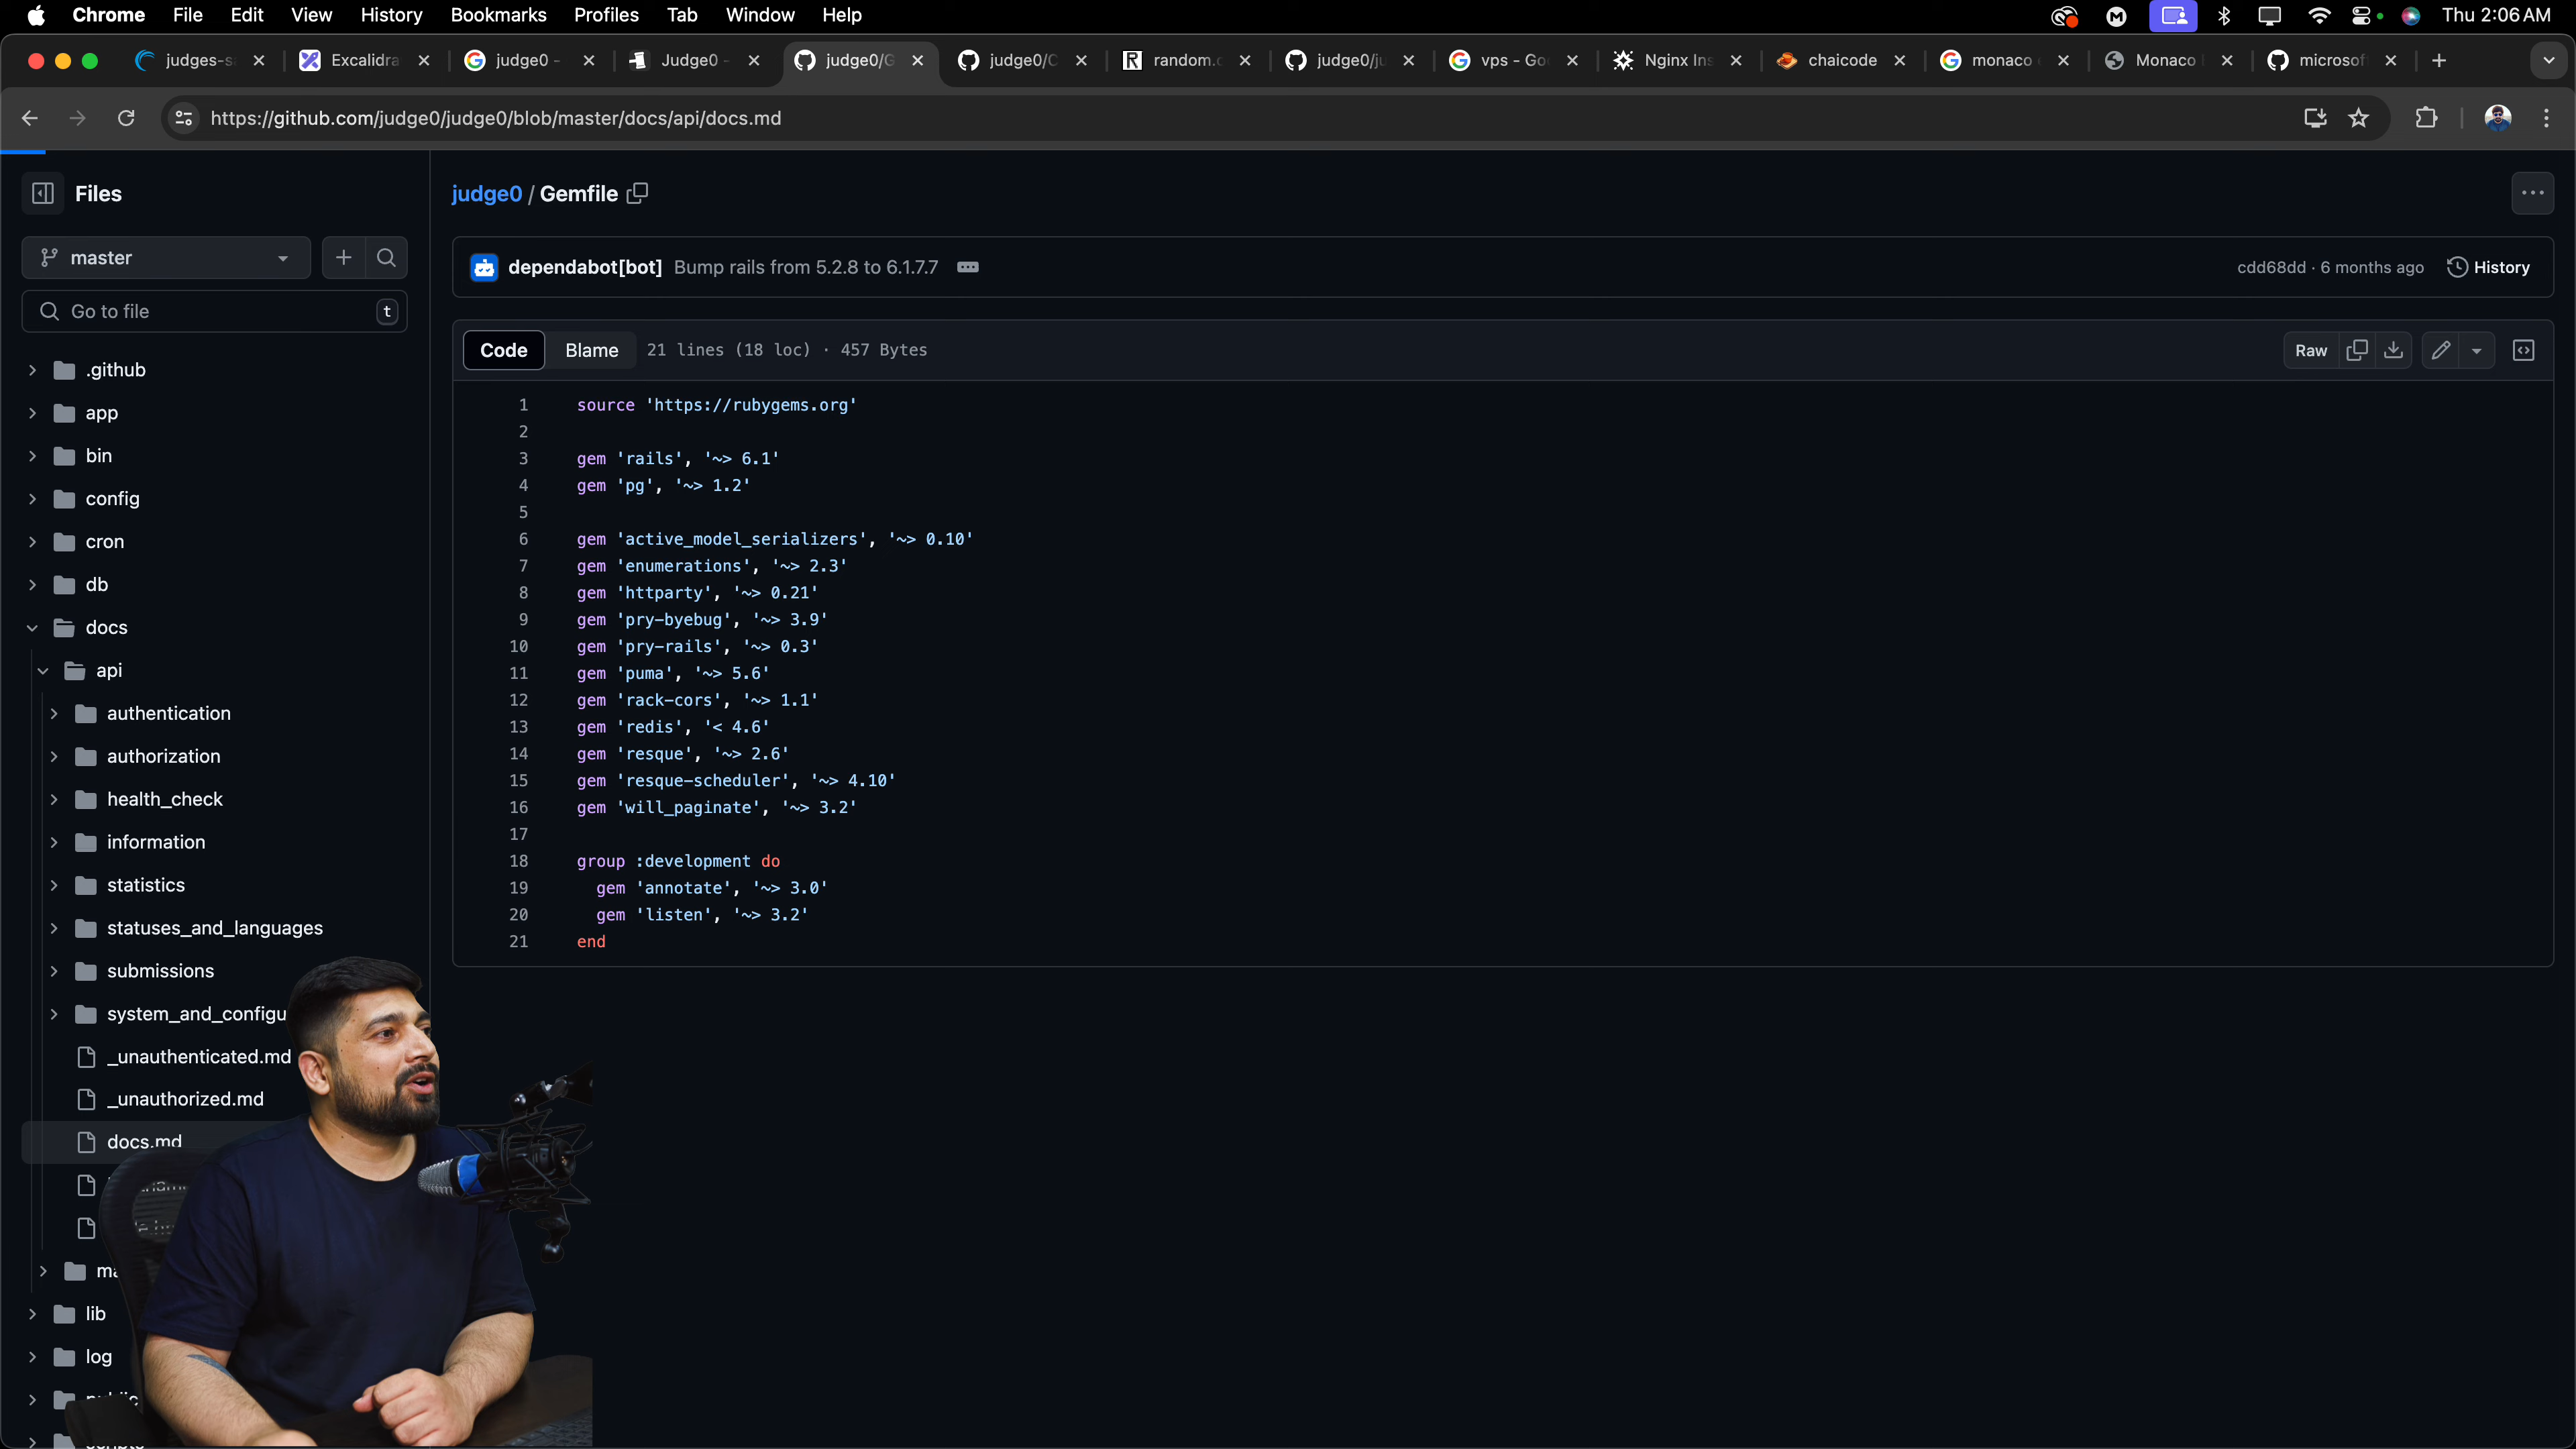 Chrome File Edit View History Bookmarks Profiles Tab Window Help Thu 2:06 AM
judges-s Excalidra judge0 - Judge0 - judge0/G judge0/C random. judge0/ju vps - Go Nginx Ins chaicode monaco Monaco microsof
https://github.com/judge0/judge0/blob/master/docs/api/docs.md
Files
master
Go to file t
.github
app
bin
config
cron
db
docs
api
authentication
authorization
health_check
information
statistics
statuses_and_languages
submissions
system_and_configu
_unauthenticated.md
_unauthorized.md
docs.md
lib
log
judge0 / Gemfile
dependabot[bot] Bump rails from 5.2.8 to 6.1.7.7
cdd68dd · 6 months ago History
Code Blame 21 lines (18 loc) · 457 Bytes Raw
1 source 'https://rubygems.org'
2
3 gem 'rails', '~> 6.1'
4 gem 'pg', '~> 1.2'
5
6 gem 'active_model_serializers', '~> 0.10'
7 gem 'enumerations', '~> 2.3'
8 gem 'httparty', '~> 0.21'
9 gem 'pry-byebug', '~> 3.9'
10 gem 'pry-rails', '~> 0.3'
11 gem 'puma', '~> 5.6'
12 gem 'rack-cors', '~> 1.1'
13 gem 'redis', '< 4.6'
14 gem 'resque', '~> 2.6'
15 gem 'resque-scheduler', '~> 4.10'
16 gem 'will_paginate', '~> 3.2'
17
18 group :development do
19 gem 'annotate', '~> 3.0'
20 gem 'listen', '~> 3.2'
21 end